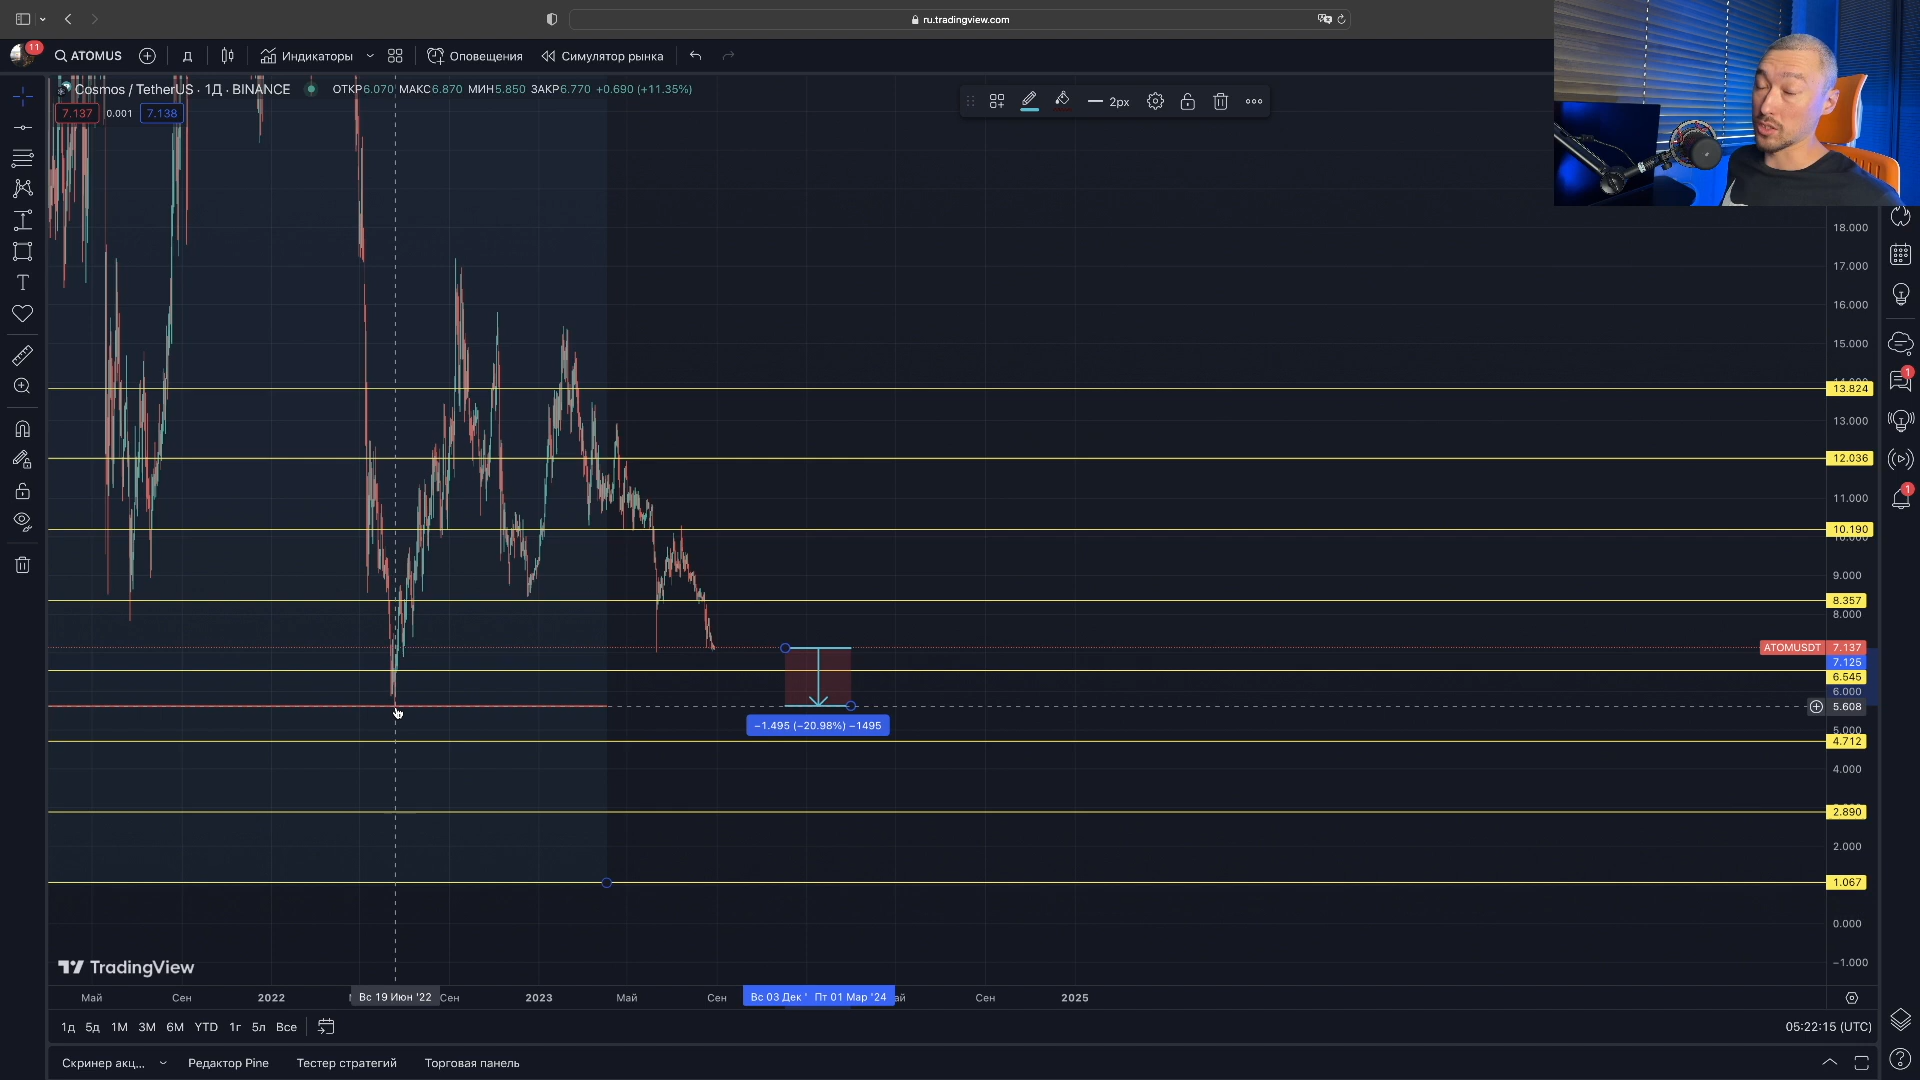 ru.tradingview.com
11
ATOMUS
Д
Индикаторы
Оповещения
Симулятор рынка
Cosmos / TetherUS · 1Д · BINANCE
ОТКР6.070 МАКС6.870 МИН5.850 ЗАКР6.770 +0.690 (+11.35%)
7.137 0.001 7.138
2px
18.000
17.000
16.000
15.000
13.824
13.000
12.036
11.000
10.190
10.000
9.000
8.357
8.000
ATOMUSDT 7.137
7.125
6.545
6.000
5.608
−1.495 (−20.98%) −1495
5.000
4.712
4.000
2.890
2.000
1.067
0.000
−1.000
1
1
TradingView
Май Сен 2022 Вс 19 Июн '22 Сен 2023 Май Сен Вс 03 Дек ' Пт 01 Мар '24 ай Сен 2025
1д 5д 1М 3М 6М YTD 1г 5л Все
05:22:15 (UTC)
Скринер акц... Редактор Pine Тестер стратегий Торговая панель